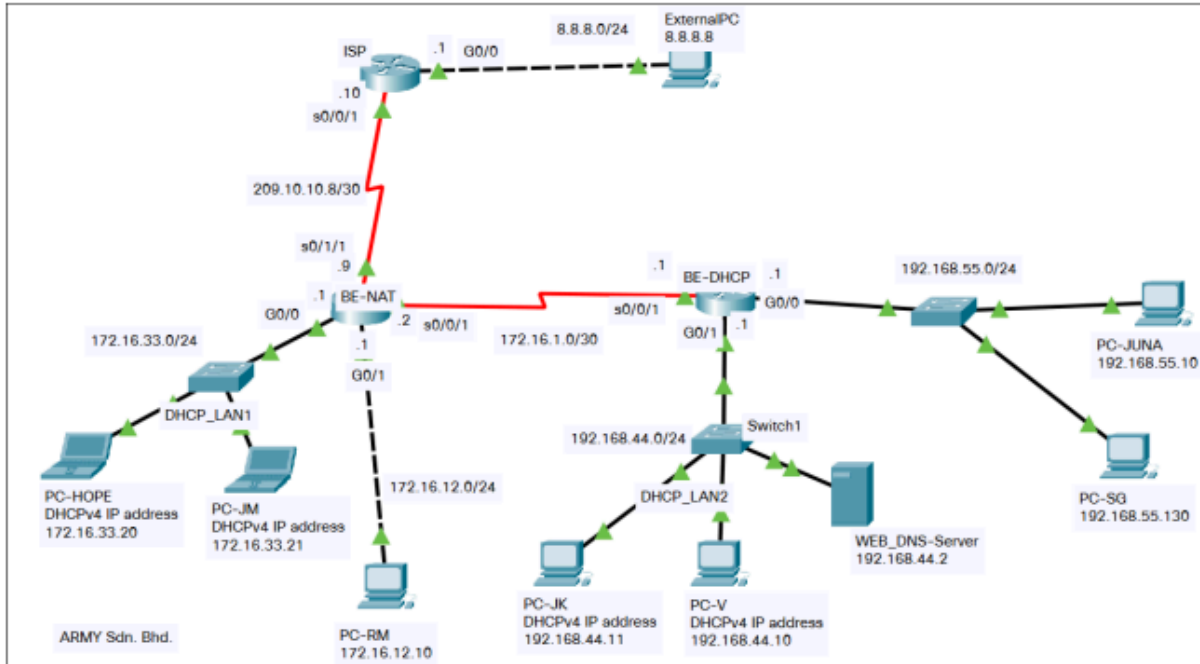 ISP
.1
G0/0
8.8.8.0/24
ExternalPC
8.8.8.8
.10
s0/0/1
209.10.10.8/30
s0/1/1
.9
.1
BE-NAT
G0/0
.2
s0/0/1
.1
G0/1
172.16.33.0/24
DHCP_LAN1
PC-HOPE
DHCPv4 IP address
172.16.33.20
PC-JM
DHCPv4 IP address
172.16.33.21
172.16.12.0/24
PC-RM
172.16.12.10
ARMY Sdn. Bhd.
172.16.1.0/30
.1
BE-DHCP
.1
s0/0/1
G0/0
G0/1
.1
192.168.55.0/24
PC-JUNA
192.168.55.10
PC-SG
192.168.55.130
192.168.44.0/24
Switch1
DHCP_LAN2
WEB_DNS-Server
192.168.44.2
PC-JK
DHCPv4 IP address
192.168.44.11
PC-V
DHCPv4 IP address
192.168.44.10